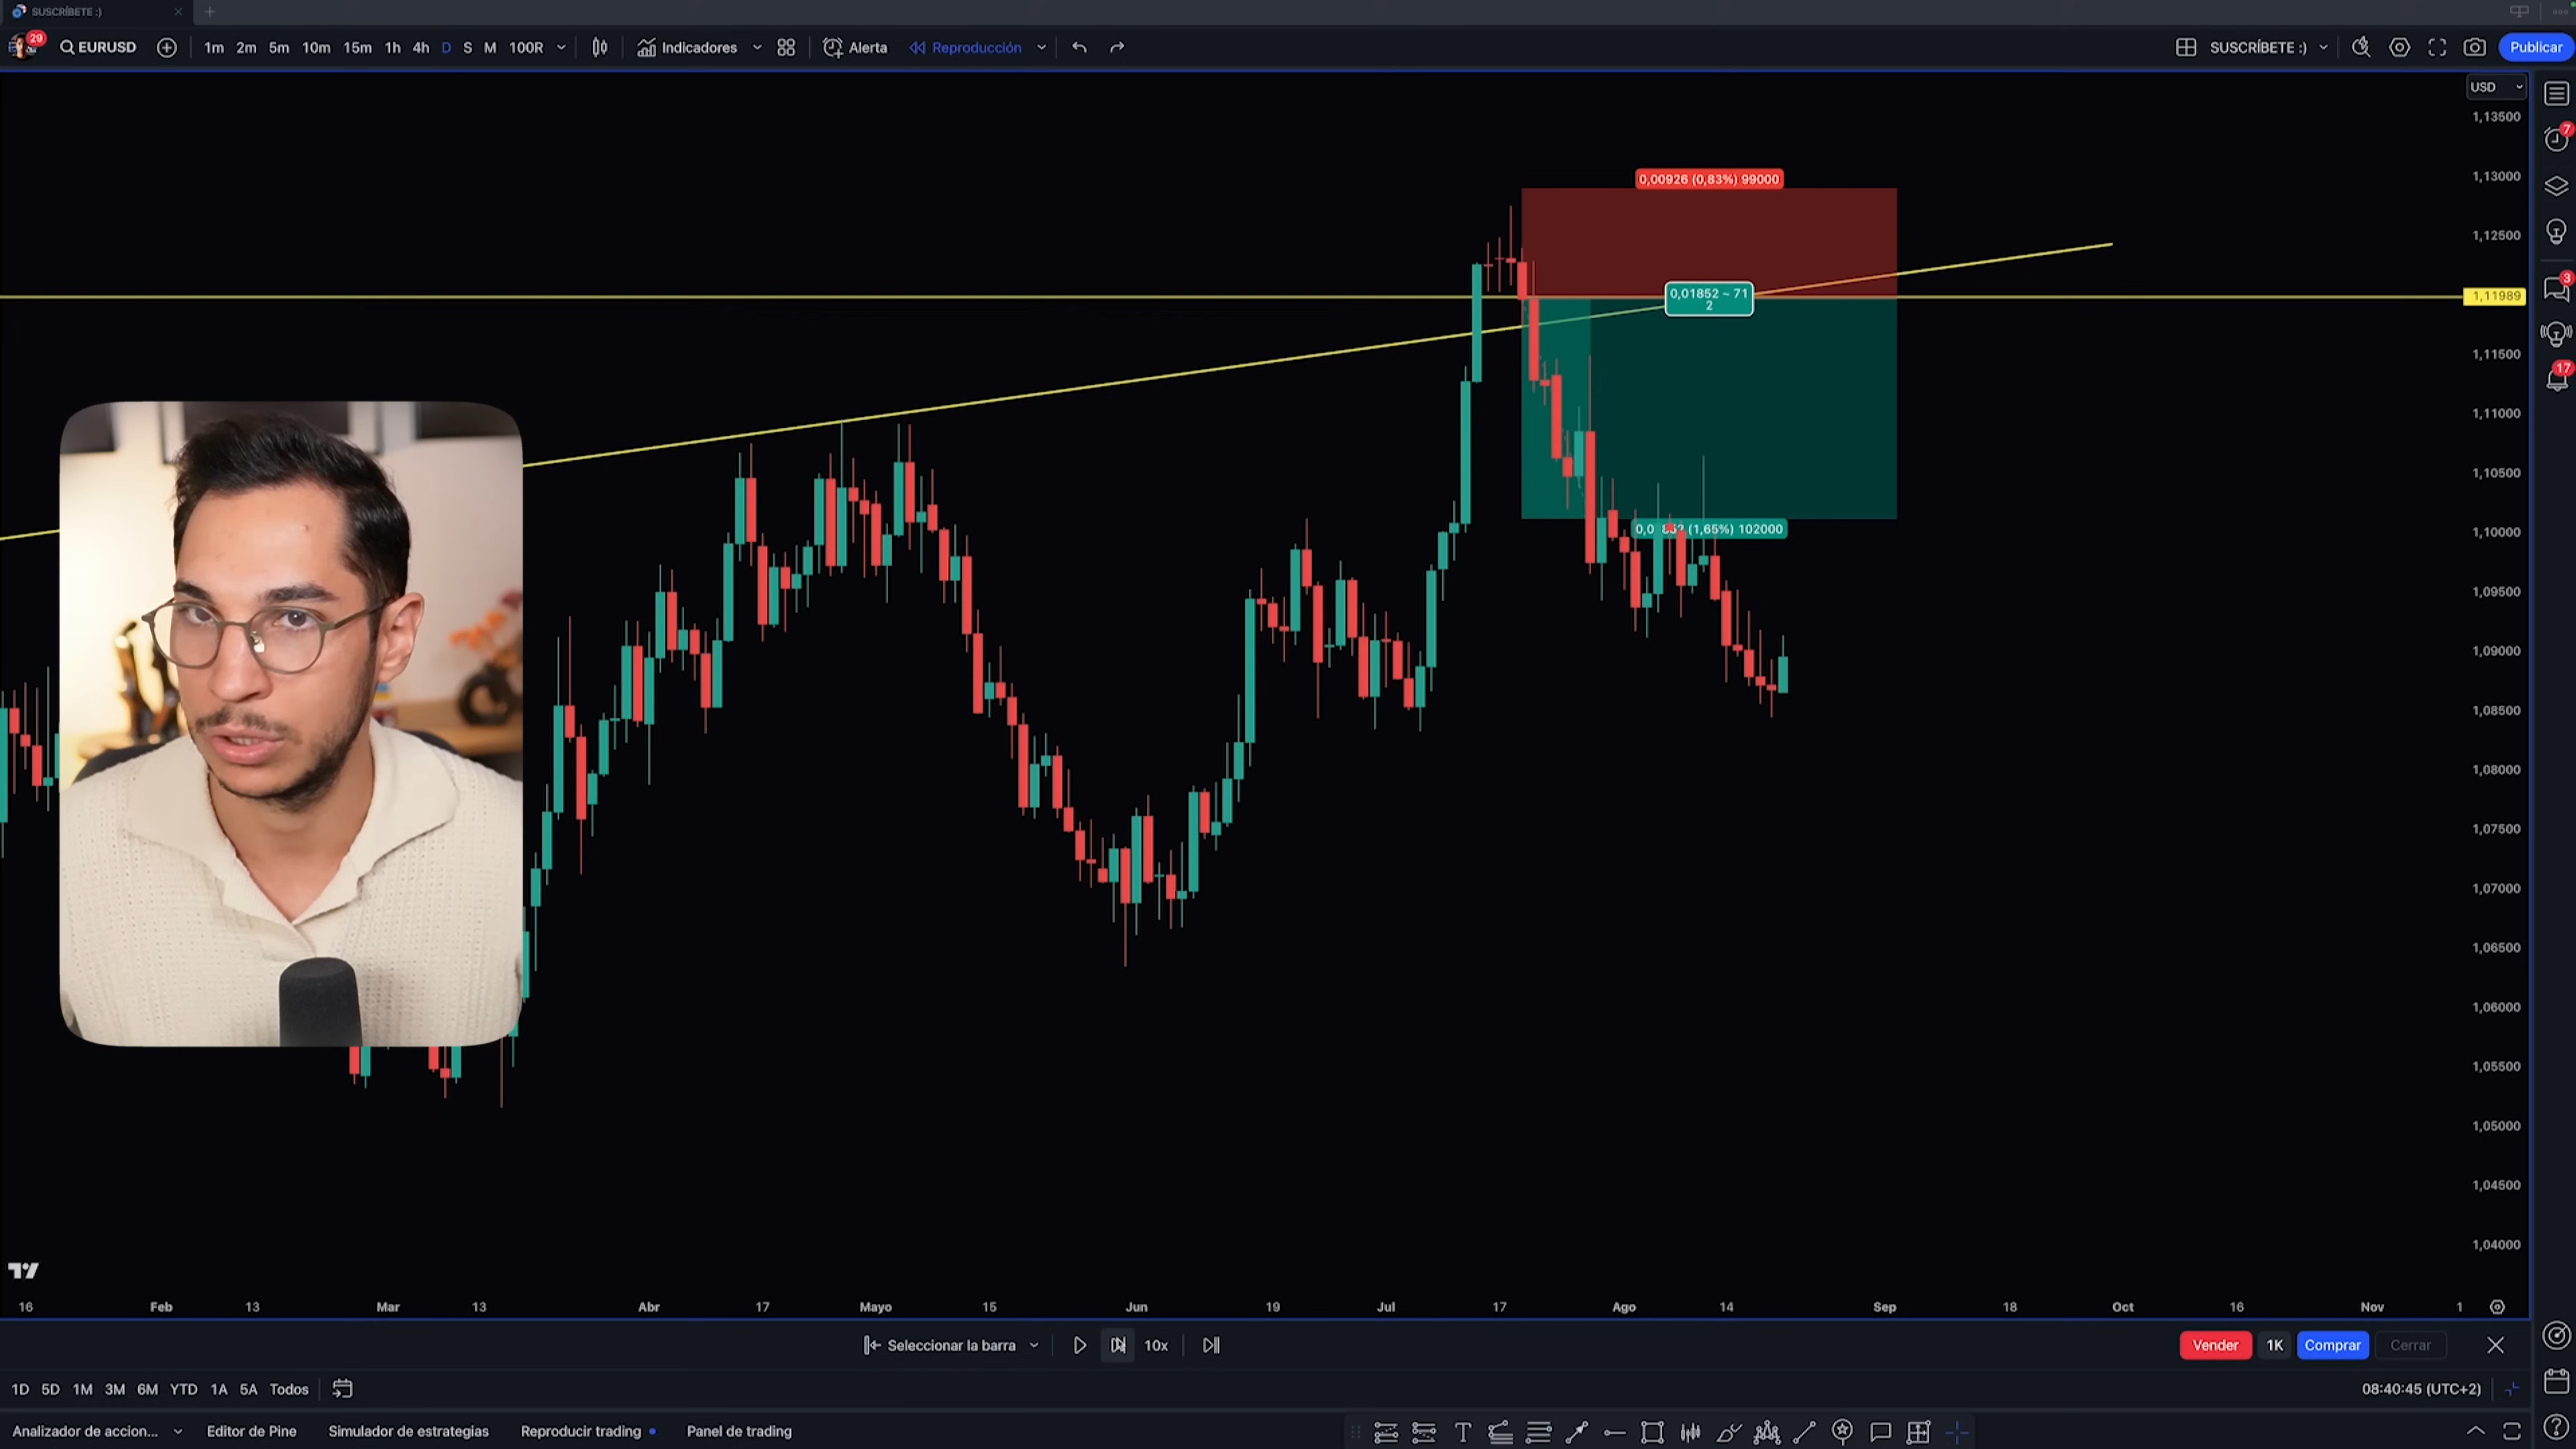 SUSCRÍBETE :)
29
EURUSD
1m 2m 5m 10m 15m 1h 4h D S M 100R
Indicadores
Alerta
Reproducción
SUSCRÍBETE :)
Publicar
USD
1,13500
1,13000
1,12500
1,11989
1,11500
1,11000
1,10500
1,10000
1,09500
1,09000
1,08500
1,08000
1,07500
1,07000
1,06500
1,06000
1,05500
1,05000
1,04500
1,04000
7
3
17
0,00926 (0,83%) 99000
0,01852 ~ 71
2
(1,65%) 102000
16 Feb 13 Mar 13 Abr 17 Mayo 15 Jun 19 Jul 17 Ago 14 Sep 18 Oct 16 Nov 1
Seleccionar la barra
10x
Vender 1K Comprar Cerrar
1D 5D 1M 3M 6M YTD 1A 5A Todos
08:40:45 (UTC+2)
Analizador de accion... Editor de Pine Simulador de estrategias Reproducir trading Panel de trading